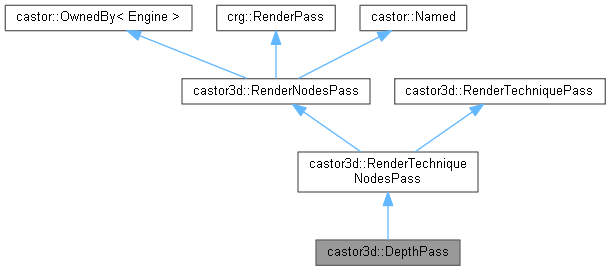 castor::OwnedBy< Engine >
crg::RenderPass
castor::Named
castor3d::RenderNodesPass
castor3d::RenderTechniquePass
castor3d::RenderTechnique
NodesPass
castor3d::DepthPass